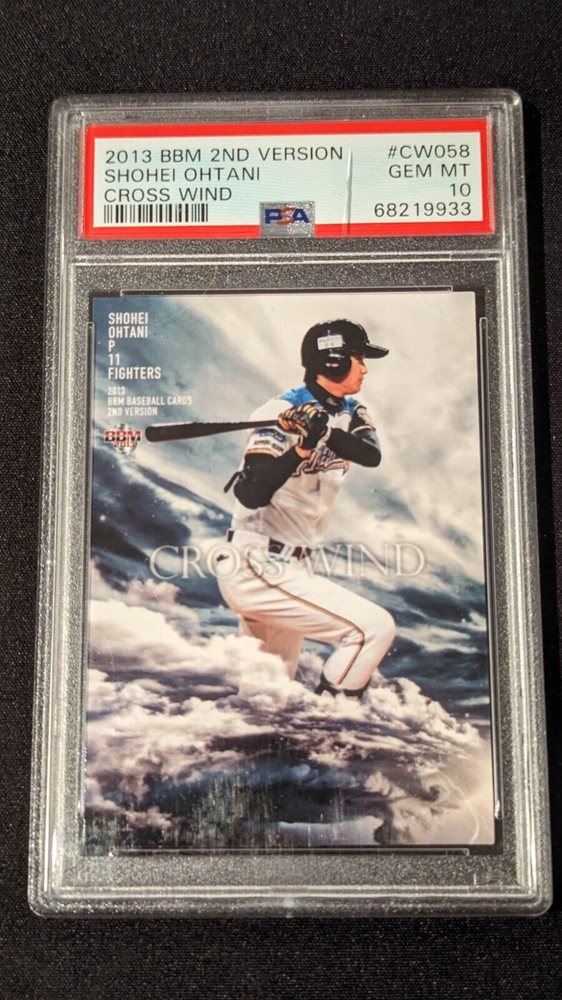 2013 BBM 2ND VERSION #CW058
SHOHEI OHTANI GEM MT
CROSS WIND 10
PSA 68219933
SHOHEI
OHTANI
P
11
FIGHTERS
2013
BBM BASEBALL CARDS
2ND VERSION
BBM
2013
CROSS WIND